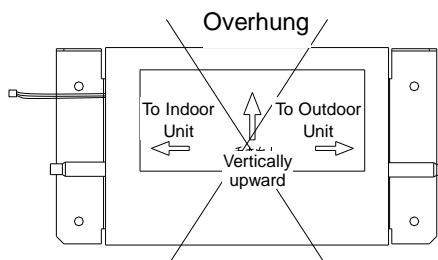 Overhung
To Indoor
Unit
To Outdoor
Unit
Vertically
upward